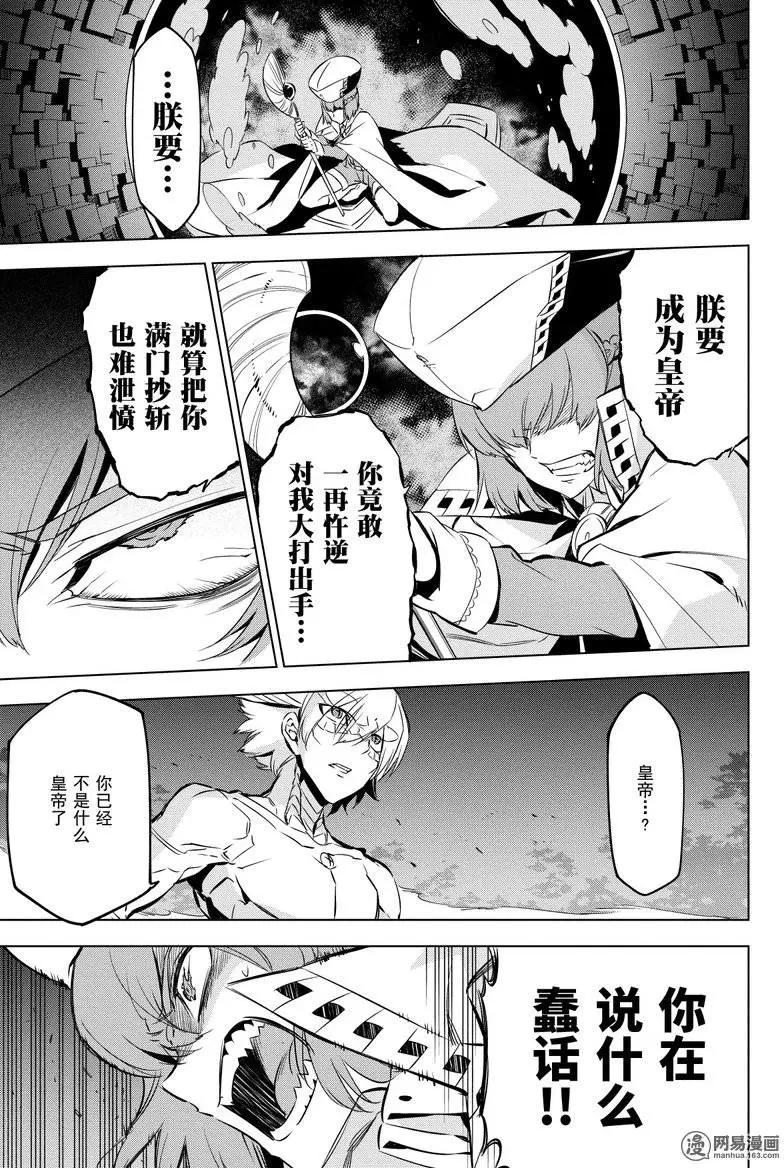 …朕要…
朕要
成为皇帝
你竟敢
一再忤逆
对我大打出手…
就算把你
满门抄斩
也难泄愤
皇帝…?
你已经
不是什么
皇帝了
你在
说什么
蠢话!!
漫 网易漫画
manhua.163.com